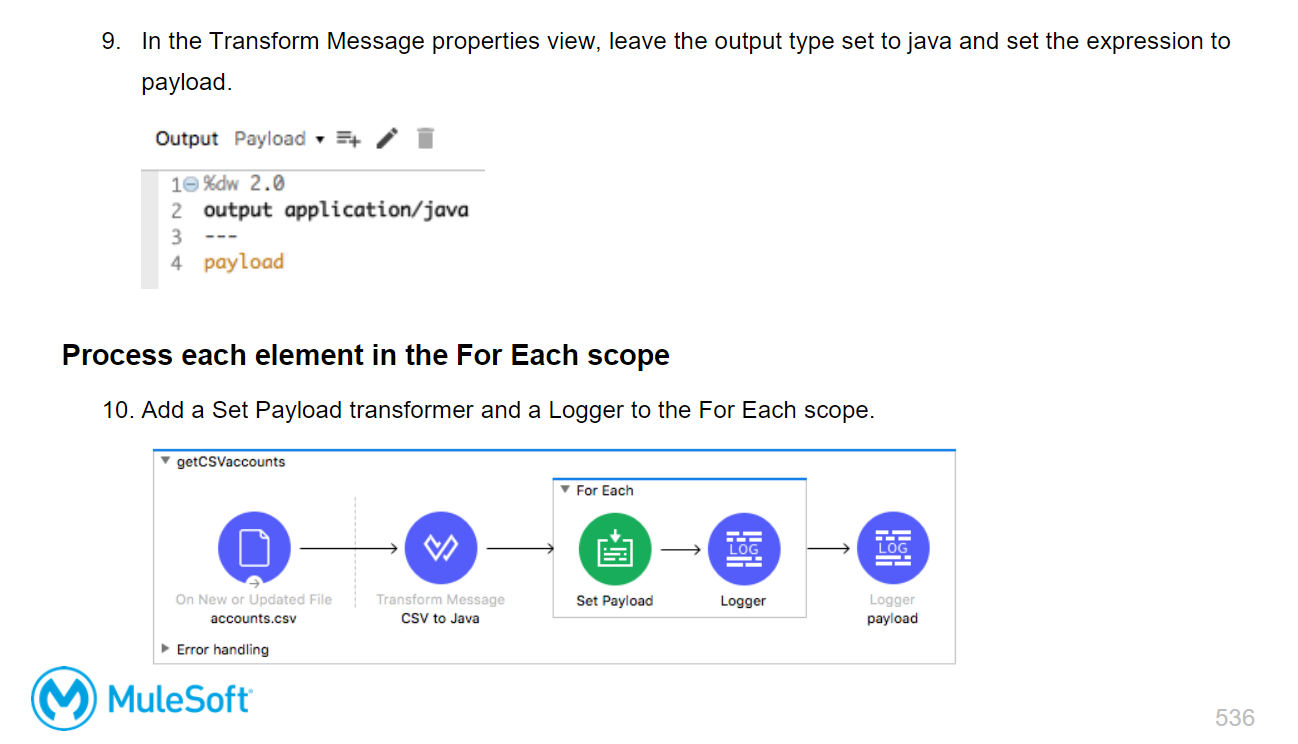 9. In the Transform Message properties view, leave the output type set to java and set the expression to
payload.
Output Payload
1 %dw 2.0
2 output application/java
3 ---
4 payload
Process each element in the For Each scope
10. Add a Set Payload transformer and a Logger to the For Each scope.
getCSVaccounts
For Each
LOG
LOG
On New or Updated File
Transform Message
Set Payload
Logger
Logger
accounts.csv
CSV to Java
payload
Error handling
MuleSoft
536